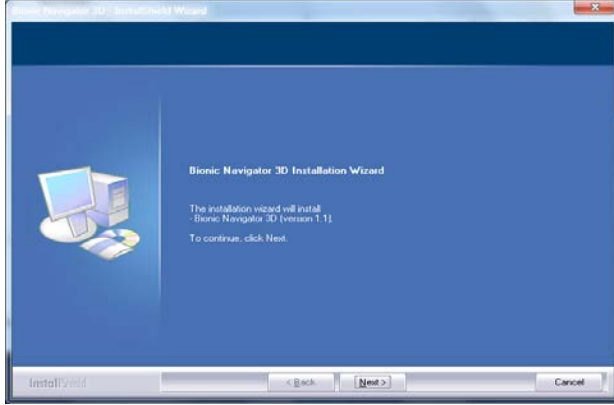 Bionic Navigator 3D - InstallShield Wizard
Bionic Navigator 3D Installation Wizard
The installation wizard will install
- Bionic Navigator 3D (version 1.1).
To continue, click Next.
InstallShield
< Back
Next >
Cancel